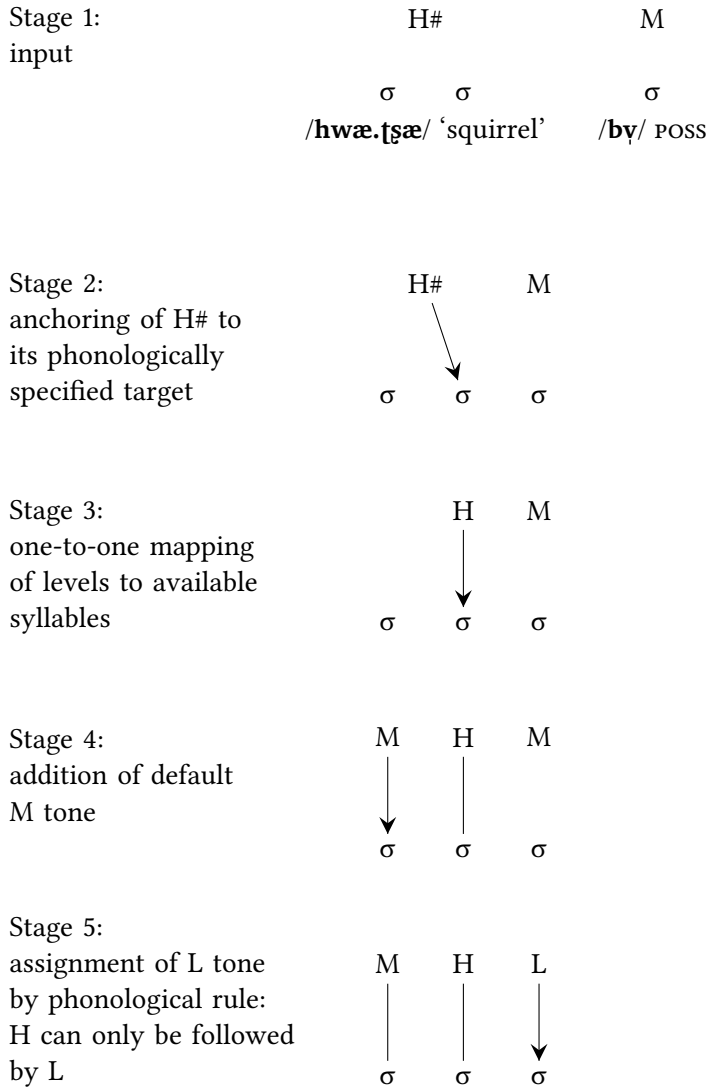 Stage 1: H# M
input
σ σ σ
/hwæ.ʈʂæ/ ‘squirrel’ /bv̩/ POSS
Stage 2: H# M
anchoring of H# to
its phonologically
specified target σ σ σ
Stage 3: H M
one-to-one mapping
of levels to available
syllables σ σ σ
Stage 4: M H M
addition of default
M tone
σ σ σ
Stage 5:
assignment of L tone M H L
by phonological rule:
H can only be followed
by L σ σ σ